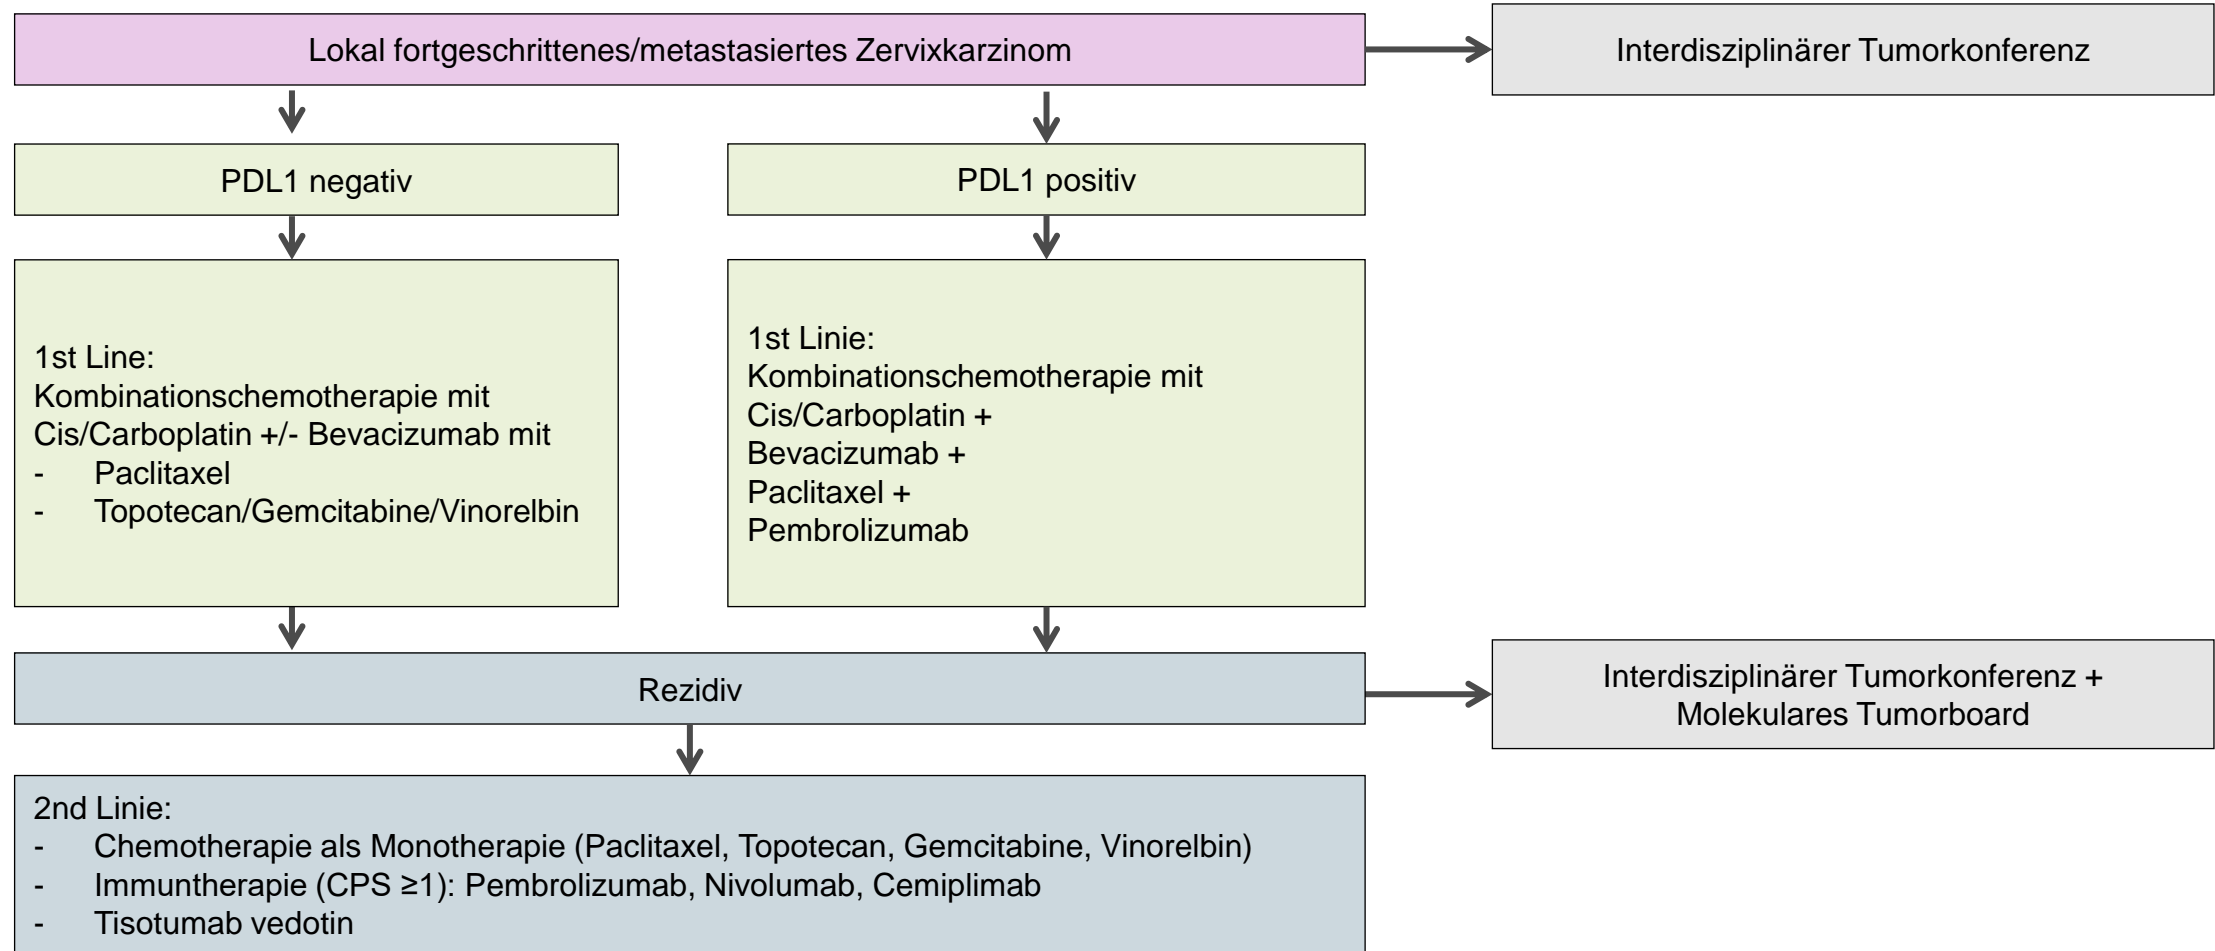 Lokal fortgeschrittenes/metastasiertes Zervixkarzinom
Interdisziplinärer Tumorkonferenz
PDL1 negativ
PDL1 positiv
1st Line:
Kombinationschemotherapie mit
Cis/Carboplatin +/- Bevacizumab mit
- Paclitaxel
- Topotecan/Gemcitabine/Vinorelbin
1st Linie:
Kombinationschemotherapie mit
Cis/Carboplatin +
Bevacizumab +
Paclitaxel +
Pembrolizumab
Rezidiv
Interdisziplinärer Tumorkonferenz +
Molekulares Tumorboard
2nd Linie:
- Chemotherapie als Monotherapie (Paclitaxel, Topotecan, Gemcitabine, Vinorelbin)
- Immuntherapie (CPS ≥1): Pembrolizumab, Nivolumab, Cemiplimab
- Tisotumab vedotin